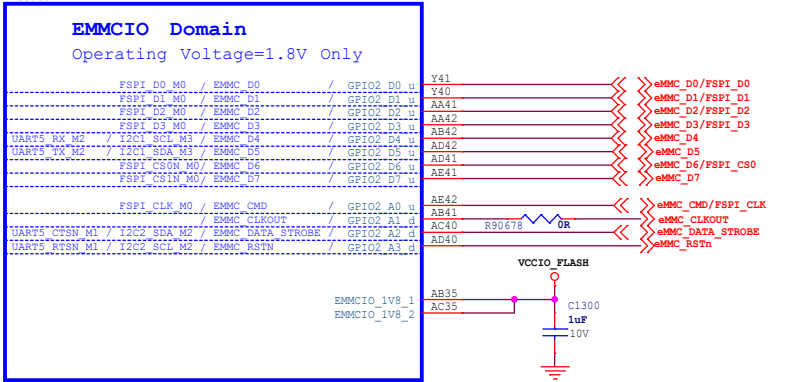 EMMCIO Domain
Operating Voltage=1.8V Only
FSPI_D0_M0 / EMMC_D0 / GPIO2_D0_u Y41 eMMC_D0/FSPI_D0
FSPI_D1_M0 / EMMC_D1 / GPIO2_D1_u Y40 eMMC_D1/FSPI_D1
FSPI_D2_M0 / EMMC_D2 / GPIO2_D2_u AA41 eMMC_D2/FSPI_D2
FSPI_D3_M0 / EMMC_D3 / GPIO2_D3_u AA42 eMMC_D3/FSPI_D3
UART5_RX_M2 / I2C1_SCL_M3 / EMMC_D4 / GPIO2_D4_u AB42 eMMC_D4
UART5_TX_M2 / I2C1_SDA_M3 / EMMC_D5 / GPIO2_D5_u AD42 eMMC_D5
FSPI_CS0N_M0 / EMMC_D6 / GPIO2_D6_u AD41 eMMC_D6/FSPI_CS0
FSPI_CS1N_M0 / EMMC_D7 / GPIO2_D7_u AE41 eMMC_D7
FSPI_CLK_M0 / EMMC_CMD / GPIO2_A0_u AE42 eMMC_CMD/FSPI_CLK
/ EMMC_CLKOUT / GPIO2_A1_d AB41 R90678 0R eMMC_CLKOUT
UART5_CTSN_M1 / I2C2_SDA_M2 / EMMC_DATA_STROBE / GPIO2_A2_d AC40 eMMC_DATA_STROBE
UART5_RTSN_M1 / I2C2_SCL_M2 / EMMC_RSTN / GPIO2_A3_d AD40 eMMC_RSTn
VCCIO_FLASH
EMMCIO_1V8_1 AB35
EMMCIO_1V8_2 AC35
C1300
1uF
10V